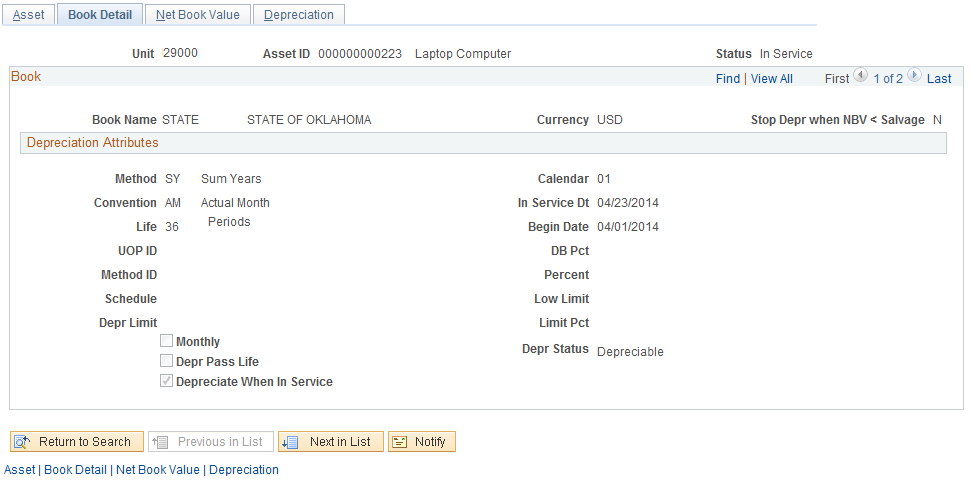 Asset Book Detail Net Book Value Depreciation
Unit 29000 Asset ID 000000000223 Laptop Computer Status In Service
Book Find | View All First 1 of 2 Last
Book Name STATE STATE OF OKLAHOMA Currency USD Stop Depr when NBV < Salvage N
Depreciation Attributes
Method SY Sum Years Calendar 01
Convention AM Actual Month In Service Dt 04/23/2014
Life 36 Periods Begin Date 04/01/2014
UOP ID DB Pct
Method ID Percent
Schedule Low Limit
Depr Limit Limit Pct
Monthly
Depr Status Depreciable
Depr Pass Life
Depreciate When In Service
Return to Search Previous in List Next in List Notify
Asset | Book Detail | Net Book Value | Depreciation